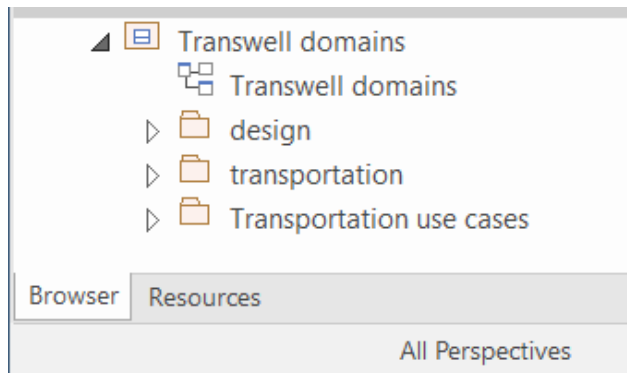 Transwell domains
Transwell domains
design
transportation
Transportation use cases
Browser Resources
All Perspectives